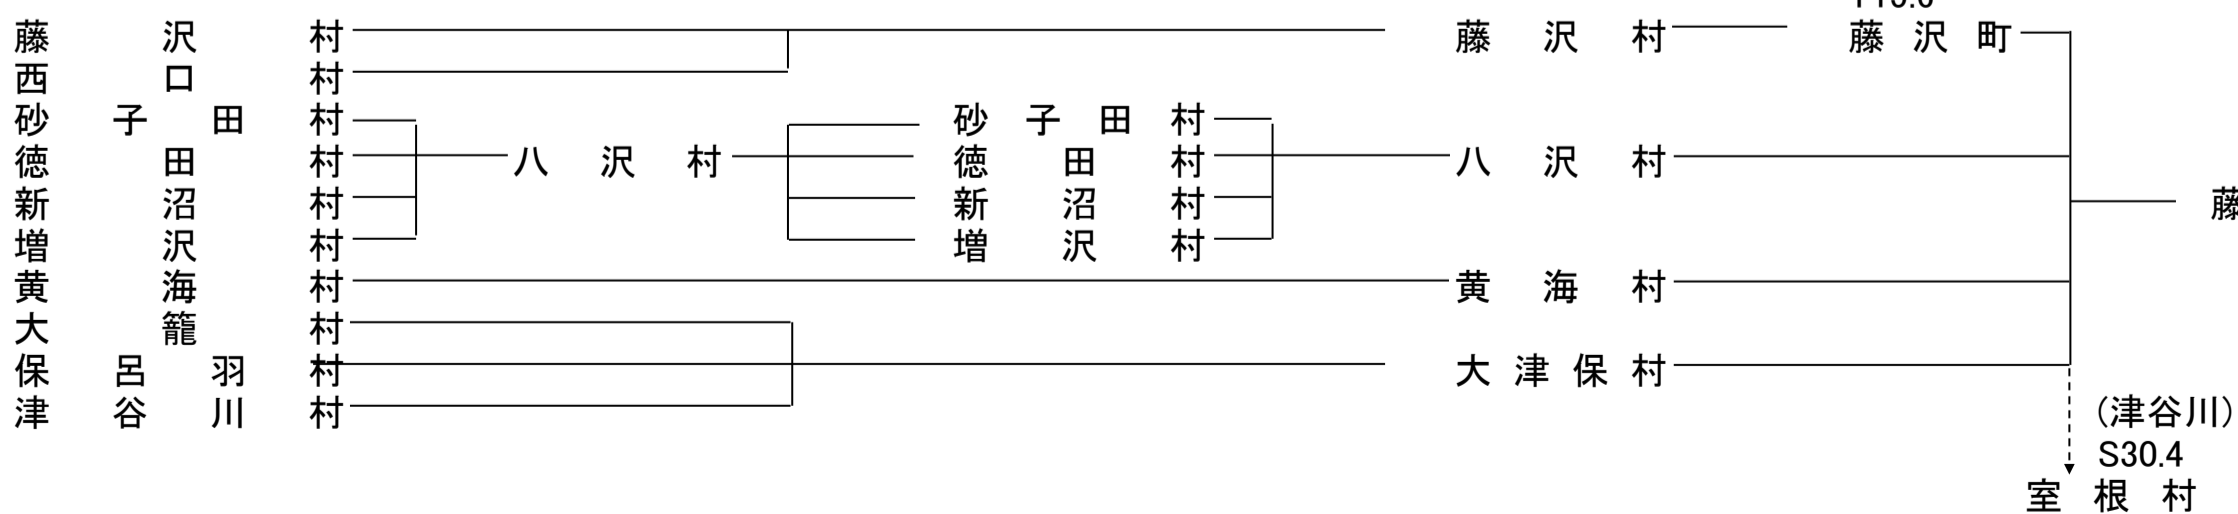 藤沢村 藤沢村 藤沢町
西口村
砂子田村 砂子田村
徳田村 八沢村 徳田村 八沢村
新沼村 新沼村
増沢村 増沢村
黄海村 黄海村
大籠村
保呂羽村 大津保村
津谷川村 (津谷川)
S30.4
室根村